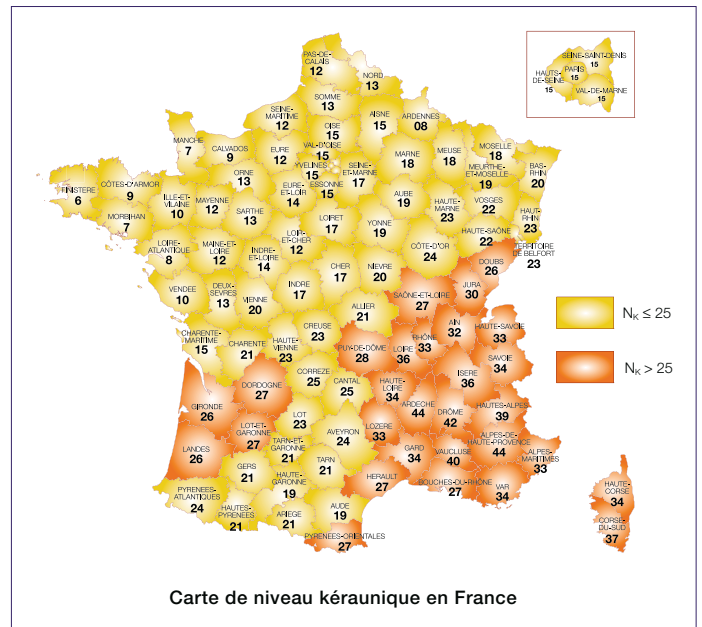 PAS-DE-
CALAIS
12
NORD
13
SOMME
13
SEINE-
MARITIME
12
OISE
15
AISNE
15
ARDENNES
08
SEINE-SAINT-DENIS
15
PARIS
15
HAUTS-
DE-SEINE
15
VAL-DE-MARNE
15
MANCHE
7
CALVADOS
9
EURE
12
VAL-D'OISE
15
YVELINES
15
ESSONNE
15
SEINE-
ET-MARNE
17
MARNE
18
MEUSE
18
MOSELLE
18
MEURTHE-
ET-MOSELLE
19
BAS-
RHIN
20
FINISTERE
6
CÔTES-D'ARMOR
9
MORBIHAN
7
ILLE-ET-
VILAINE
10
MAYENNE
12
ORNE
13
SARTHE
13
EURE-
ET-LOIR
14
LOIRET
17
YONNE
19
AUBE
19
HAUTE-
MARNE
23
VOSGES
22
HAUT-
RHIN
23
HAUTE-SAÔNE
22
TERRITOIRE
DE BELFORT
23
LOIRE-
ATLANTIQUE
8
MAINE-ET-
LOIRE
12
INDRE-
ET-LOIRE
14
LOIR-
ET-CHER
12
CHER
17
NIEVRE
20
CÔTE-D'OR
24
DOUBS
26
JURA
30
VENDEE
10
DEUX-
SEVRES
13
VIENNE
20
INDRE
17
ALLIER
21
SAÔNE-ET-LOIRE
27
CHARENTE-
MARITIME
15
CHARENTE
21
HAUTE-
VIENNE
23
CREUSE
23
PUY-DE-DÔME
28
LOIRE
36
RHÔNE
33
AIN
32
HAUTE-SAVOIE
33
SAVOIE
34
ISERE
36
GIRONDE
26
DORDOGNE
27
CORREZE
25
CANTAL
25
HAUTE-
LOIRE
34
ARDECHE
44
DRÔME
42
HAUTES-ALPES
39
LANDES
26
LOT-ET-
GARONNE
27
LOT
23
TARN-ET-
GARONNE
21
AVEYRON
24
LOZERE
33
GARD
34
VAUCLUSE
40
ALPES-DE-
HAUTE-PROVENCE
44
ALPES-
MARITIMES
33
GERS
21
HAUTE-
GARONNE
19
TARN
21
HERAULT
27
BOUCHES-DU-RHÔNE
27
VAR
34
PYRENEES-
ATLANTIQUES
24
HAUTES-
PYRENEES
21
ARIEGE
21
AUDE
19
PYRENEES-ORIENTALES
27
HAUTE-
CORSE
34
CORSE-
DU-SUD
37
NK ≤ 25
NK > 25
Carte de niveau kéraunique en France